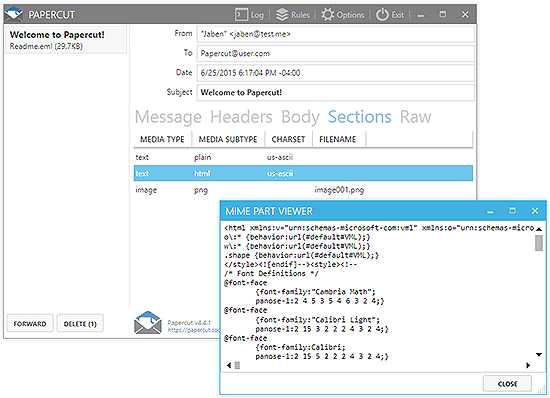 PAPERCUT
Log Rules Options Exit
Welcome to Papercut!
Readme.eml (29.7KB)
From "Jaben" <jaben@test.me>
To Papercut@user.com
Date 6/25/2015 6:17:04 PM -04:00
Subject Welcome to Papercut!
Message Headers Body Sections Raw
MEDIA TYPE MEDIA SUBTYPE CHARSET FILENAME
text plain us-ascii
text html us-ascii
image png image001.png
MIME PART VIEWER
<html xmlns:v="urn:schemas-microsoft-com:vml" xmlns:o="urn:schemas-micro
o\:* {behavior:url(#default#VML);}
w\:* {behavior:url(#default#VML);}
.shape {behavior:url(#default#VML);}
</style><![endif]--><style><!--
/* Font Definitions */
@font-face
{font-family:"Cambria Math";
panose-1:2 4 5 3 5 4 6 3 2 4;}
@font-face
{font-family:"Calibri Light";
panose-1:2 15 3 2 2 2 4 3 2 4;}
@font-face
{font-family:Calibri;
panose-1:2 15 5 2 2 2 4 3 2 4;}
CLOSE
FORWARD DELETE (1)
Papercut v4.4.1
https://papercut.cod